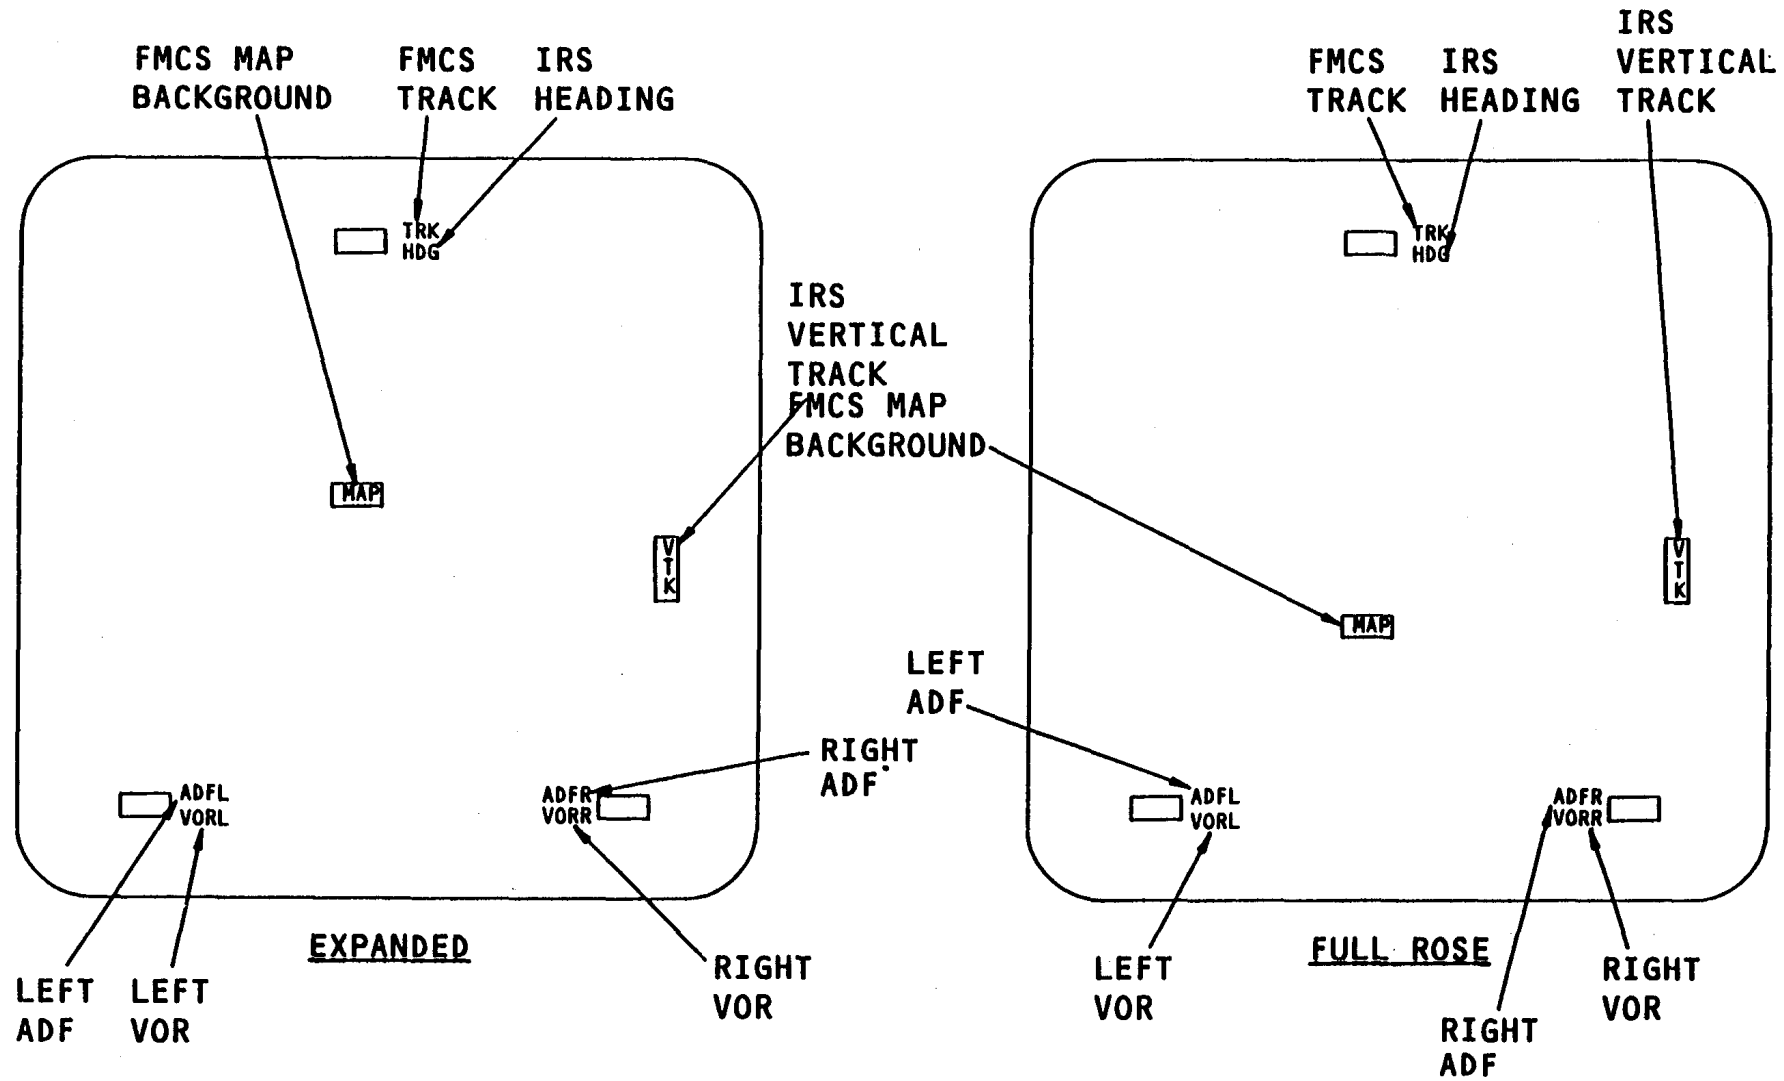 FMCS MAP
BACKGROUND
FMCS
TRACK
IRS
HEADING
TRK
HDG
MAP
IRS
VERTICAL
TRACK
VTK
ADFL
VORL
ADFR
VORR
RIGHT
ADF
LEFT
ADF
LEFT
VOR
EXPANDED
RIGHT
VOR
FMCS
TRACK
IRS
HEADING
IRS
VERTICAL
TRACK
TRK
HDG
FMCS MAP
BACKGROUND
VTK
MAP
LEFT
ADF
ADFL
VORL
ADFR
VORR
LEFT
VOR
FULL ROSE
RIGHT
ADF
RIGHT
VOR